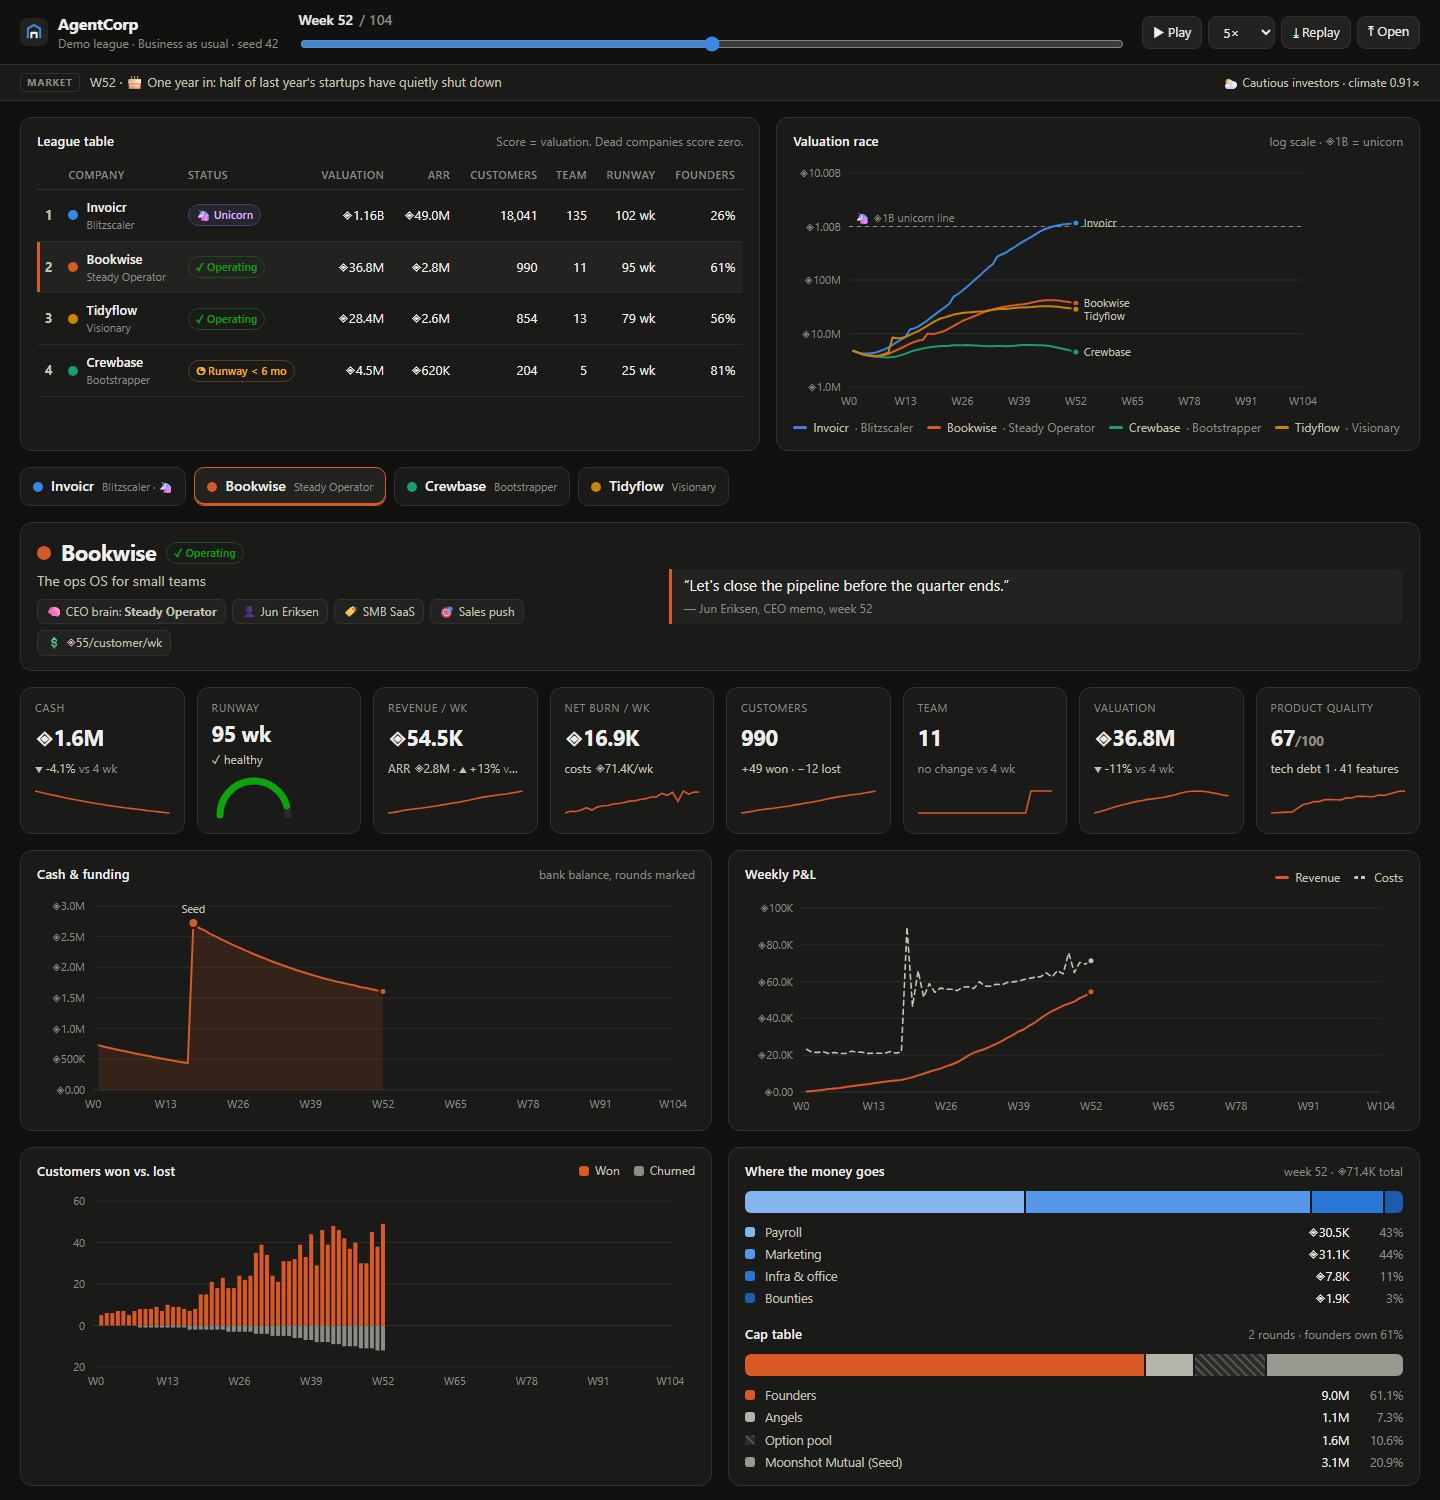 AgentCorp
Demo league · Business as usual · seed 42
Week 52 / 104
▶ Play
5×
⤓ Replay
⤒ Open
MARKET
W52 · 🎂 One year in: half of last year's startups have quietly shut down
🌥 Cautious investors · climate 0.91×
League table
Score = valuation. Dead companies score zero.
COMPANY STATUS VALUATION ARR CUSTOMERS TEAM RUNWAY FOUNDERS
1 Invoicr 🦄 Unicorn ◈1.16B ◈49.0M 18,041 135 102 wk 26%
Blitzscaler
2 Bookwise ✓ Operating ◈36.8M ◈2.8M 990 11 95 wk 61%
Steady Operator
3 Tidyflow ✓ Operating ◈28.4M ◈2.6M 854 13 79 wk 56%
Visionary
4 Crewbase Runway < 6 mo ◈4.5M ◈620K 204 5 25 wk 81%
Bootstrapper
Valuation race
log scale · ◈1B = unicorn
◈10.00B
🦄 ◈1B unicorn line
◈1.00B
Invoicr
◈100M
Bookwise
Tidyflow
◈10.0M
Crewbase
◈1.0M
W0 W13 W26 W39 W52 W65 W78 W91 W104
Invoicr · Blitzscaler Bookwise · Steady Operator Crewbase · Bootstrapper Tidyflow · Visionary
Invoicr Blitzscaler · 🦄
Bookwise Steady Operator
Crewbase Bootstrapper
Tidyflow Visionary
Bookwise ✓ Operating
The ops OS for small teams
🧠 CEO brain: Steady Operator
👤 Jun Eriksen
🏷 SMB SaaS
🎯 Sales push
💲 ◈55/customer/wk
“Let's close the pipeline before the quarter ends.”
— Jun Eriksen, CEO memo, week 52
CASH
◈1.6M
▼ -4.1% vs 4 wk
RUNWAY
95 wk
✓ healthy
REVENUE / WK
◈54.5K
ARR ◈2.8M · ▲ +13% v...
NET BURN / WK
◈16.9K
costs ◈71.4K/wk
CUSTOMERS
990
+49 won · −12 lost
TEAM
11
no change vs 4 wk
VALUATION
◈36.8M
▼ -11% vs 4 wk
PRODUCT QUALITY
67/100
tech debt 1 · 41 features
Cash & funding
bank balance, rounds marked
◈3.0M
Seed
◈2.5M
◈2.0M
◈1.5M
◈1.0M
◈500K
◈0.00
W0 W13 W26 W39 W52 W65 W78 W91 W104
Weekly P&L
Revenue Costs
◈100K
◈80.0K
◈60.0K
◈40.0K
◈20.0K
◈0.00
W0 W13 W26 W39 W52 W65 W78 W91 W104
Customers won vs. lost
Won Churned
60
40
20
0
20
W0 W13 W26 W39 W52 W65 W78 W91 W104
Where the money goes
week 52 · ◈71.4K total
Payroll ◈30.5K 43%
Marketing ◈31.1K 44%
Infra & office ◈7.8K 11%
Bounties ◈1.9K 3%
Cap table
2 rounds · founders own 61%
Founders 9.0M 61.1%
Angels 1.1M 7.3%
Option pool 1.6M 10.6%
Moonshot Mutual (Seed) 3.1M 20.9%